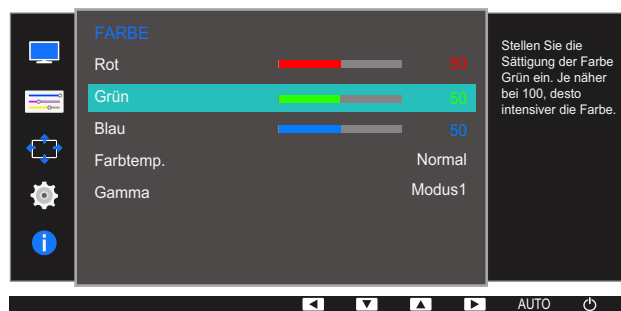 FARBE
Rot 50
Grün 50
Blau 50
Farbtemp. Normal
Gamma Modus1
Stellen Sie die
Sättigung der Farbe
Grün ein. Je näher
bei 100, desto
intensiver die Farbe.
AUTO